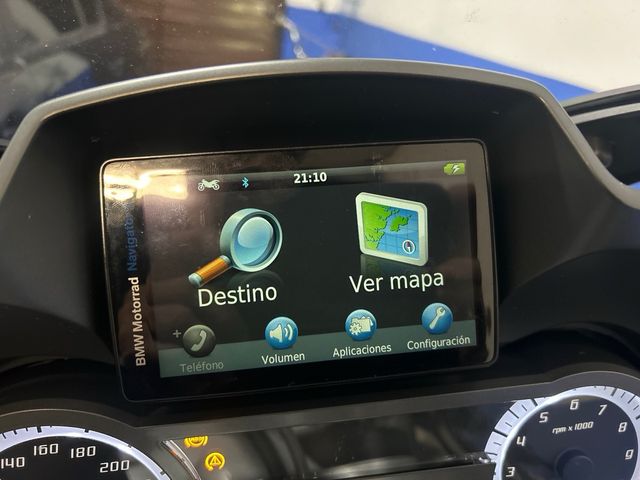 21:10
BMW Motorrad Navigator
Destino
Ver mapa
+
Teléfono
Volumen
Aplicaciones
Configuración
140 160 180 200
3 4 5 6 7 8 9
rpm x1000